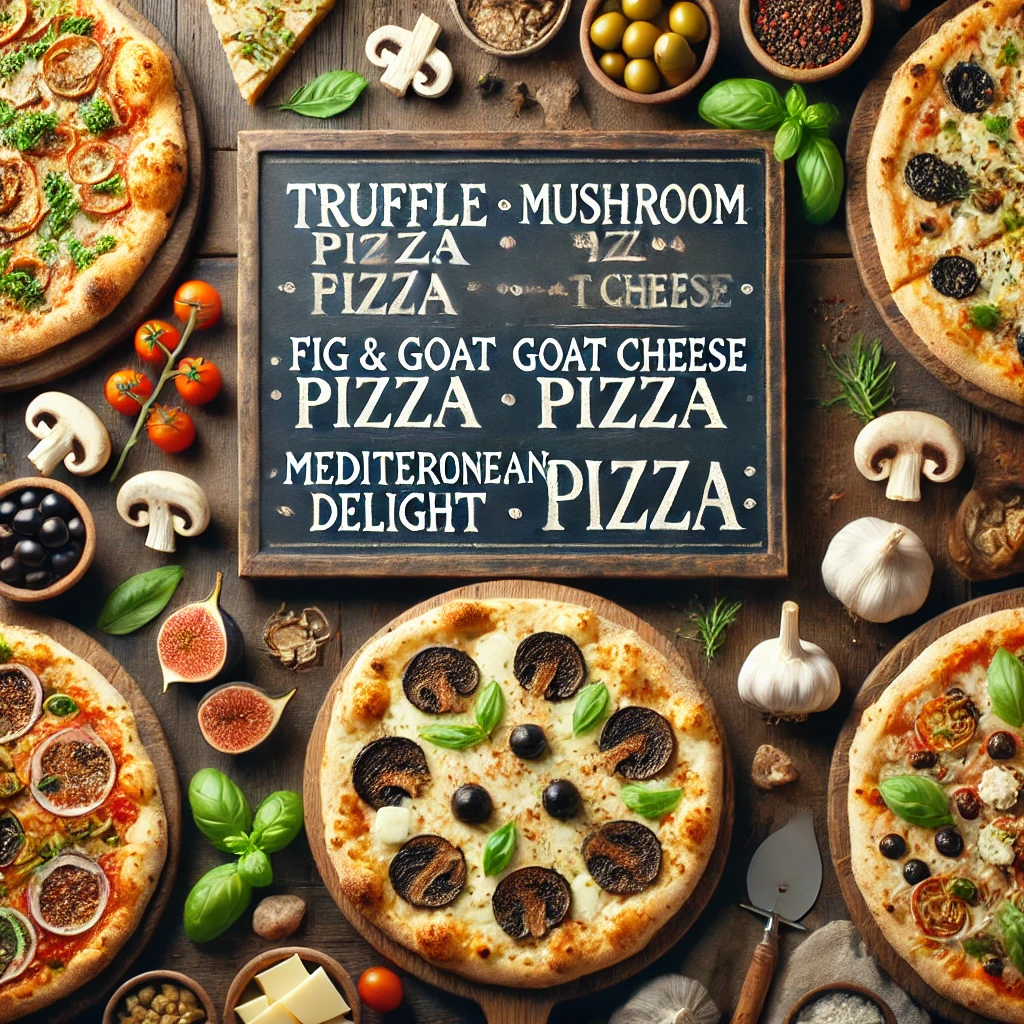 TRUFFLE · MUSHROOM
PIZZA
PIZZA T CHEESE
FIG & GOAT GOAT CHEESE
PIZZA · PIZZA
MEDITERONEAN PIZZA
DELIGHT